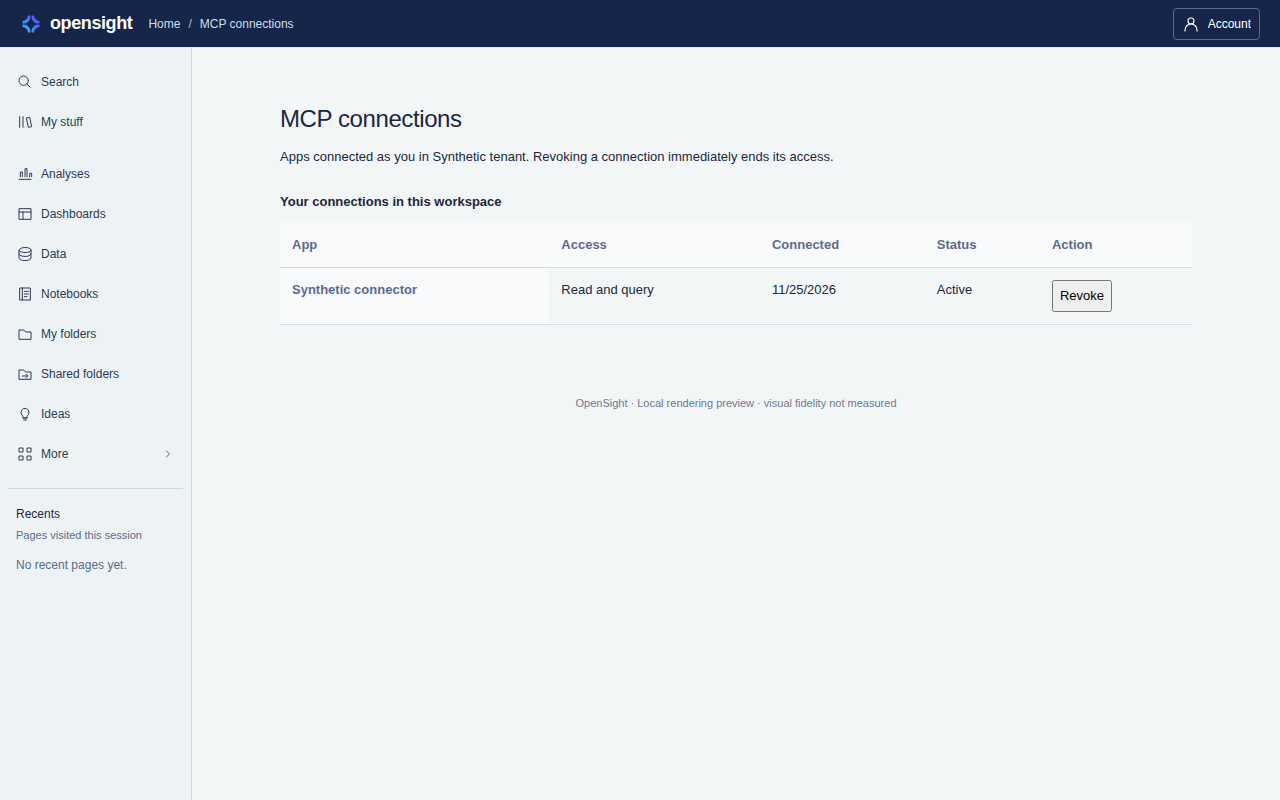 opensight
Home / MCP connections
Account
Search
My stuff
Analyses
Dashboards
Data
Notebooks
My folders
Shared folders
Ideas
More
Recents
Pages visited this session
No recent pages yet.
MCP connections
Apps connected as you in Synthetic tenant. Revoking a connection immediately ends its access.
Your connections in this workspace
App Access Connected Status Action
Synthetic connector Read and query 11/25/2026 Active Revoke
OpenSight · Local rendering preview · visual fidelity not measured